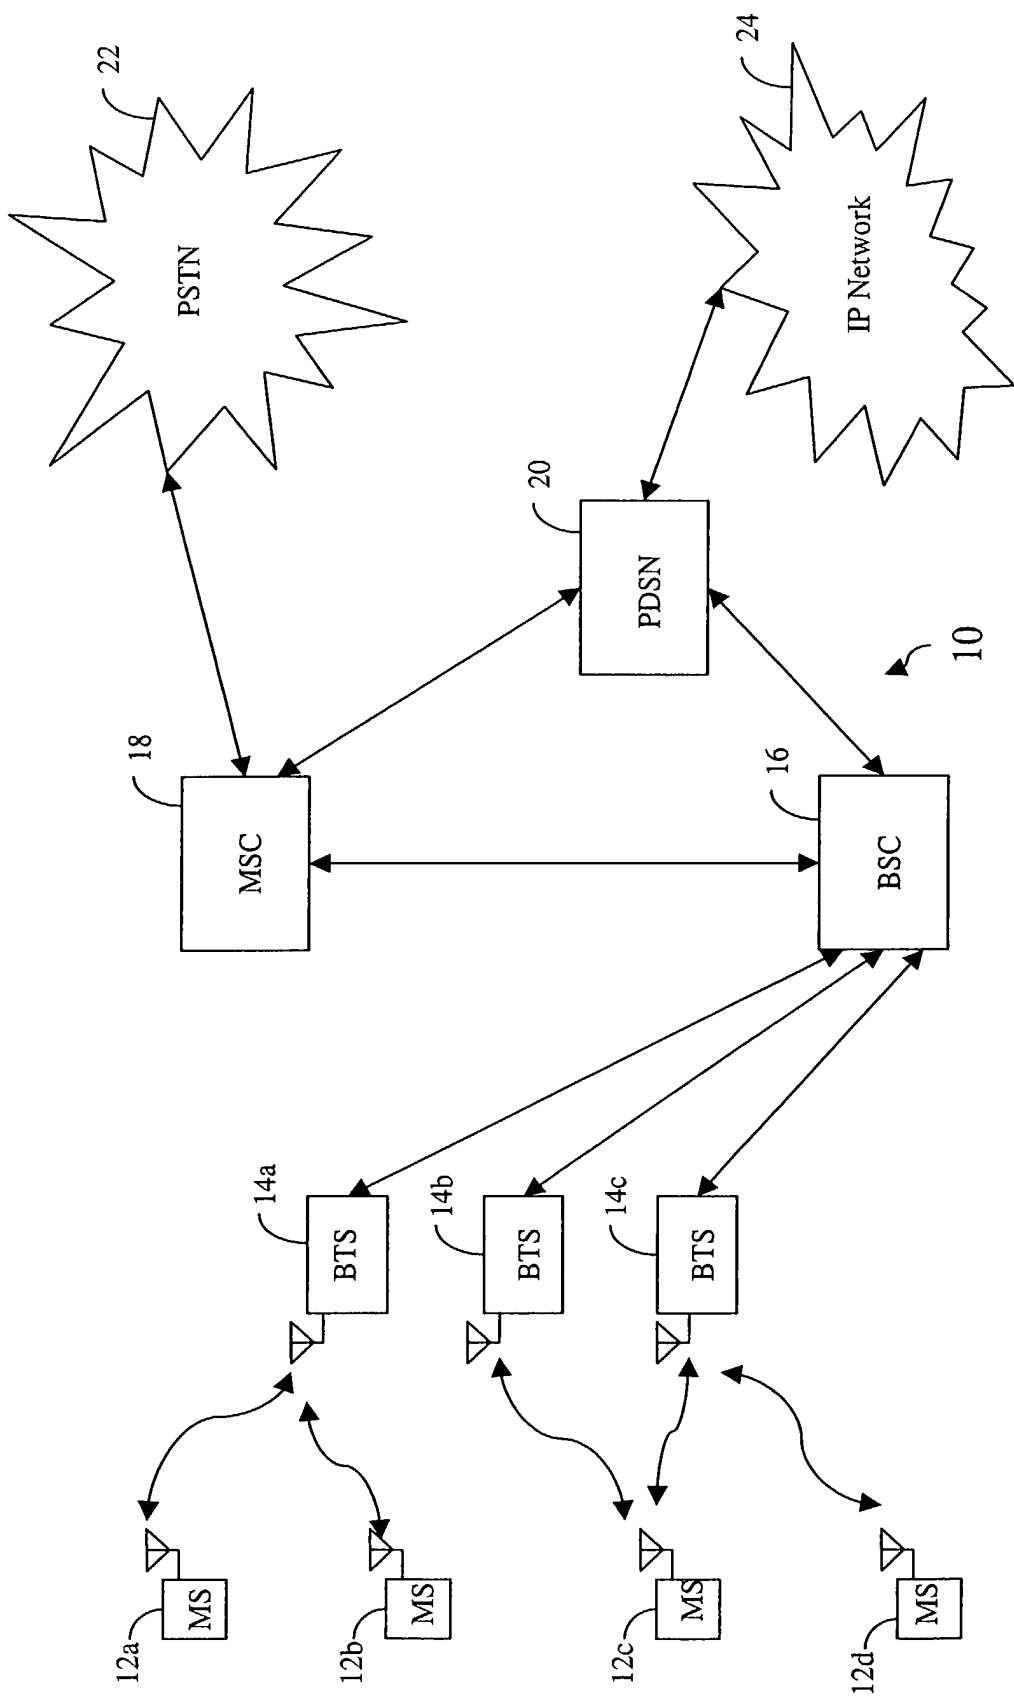 22
PSTN
24
IP Network
20
PDSN
10
18
MSC
16
BSC
14a
BTS
14b
BTS
14c
BTS
12a
MS
12b
MS
12c
MS
12d
MS